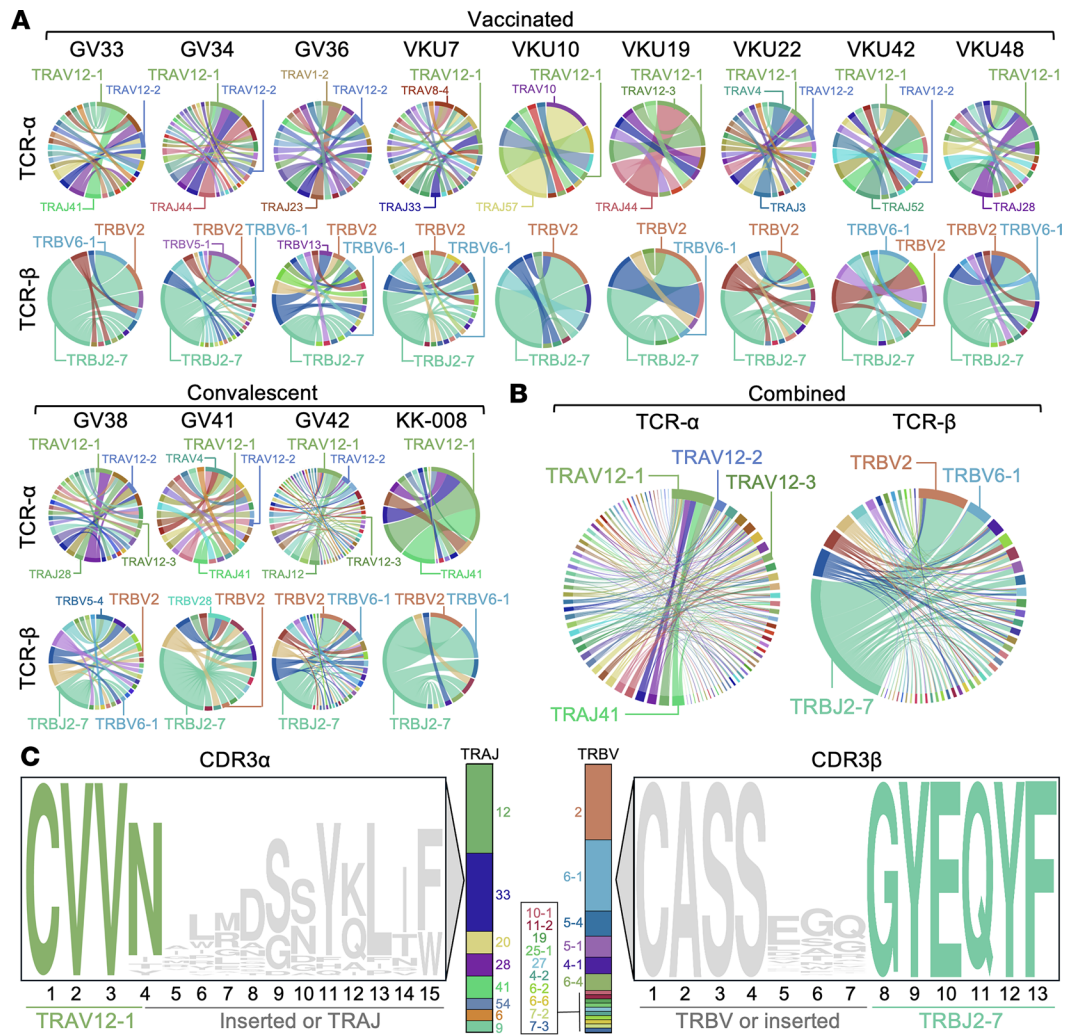 A
Vaccinated
GV33 GV34 GV36 VKU7 VKU10 VKU19 VKU22 VKU42 VKU48
TCR-α
TRAV12-1 TRAV12-2 TRAV12-1 TRAV12-2 TRAV1-2 TRAV12-2 TRAV8-4 TRAV12-1 TRAV10 TRAV12-1 TRAV12-3 TRAV12-1 TRAV4 TRAV12-1 TRAV12-2 TRAV12-1 TRAV12-2 TRAV12-1
TRAJ41 TRAJ44 TRAJ23 TRAJ33 TRAJ57 TRAJ44 TRAJ3 TRAJ52 TRAJ28
TCR-β
TRBV6-1 TRBV2 TRBV5-1 TRBV2 TRBV6-1 TRBV13 TRBV2 TRBV6-1 TRBV2 TRBV6-1 TRBV2 TRBV2 TRBV6-1 TRBV2 TRBV6-1 TRBV2 TRBV2 TRBV6-1
TRBJ2-7 TRBJ2-7 TRBJ2-7 TRBJ2-7 TRBJ2-7 TRBJ2-7 TRBJ2-7 TRBJ2-7 TRBJ2-7
Convalescent
GV38 GV41 GV42 KK-008
TCR-α
TRAV12-1 TRAV12-2 TRAV4 TRAV12-1 TRAV12-2 TRAV12-1 TRAV12-2 TRAV12-1
TRAV12-3 TRAV12-3
TRAJ28 TRAJ41 TRAJ12 TRAJ41
TCR-β
TRBV5-4 TRBV2 TRBV28 TRBV2 TRBV2 TRBV6-1 TRBV2 TRBV6-1
TRBJ2-7 TRBV6-1 TRBJ2-7 TRBJ2-7 TRBJ2-7
B
Combined
TCR-α TCR-β
TRAV12-1 TRAV12-2 TRAV12-3
TRAJ41
TRBV2 TRBV6-1
TRBJ2-7
C
CDR3α
CVVN
1 2 3 4 5 6 7 8 9 10 11 12 13 14 15
TRAV12-1 Inserted or TRAJ
TRAJ
12
33
20
28
41
54
6
9
TRBV
2
6-1
5-4
5-1
4-1
6-4
10-1
11-2
19
25-1
27
4-2
6-2
6-6
7-2
7-3
CDR3β
CASSEGQGYEQYF
1 2 3 4 5 6 7 8 9 10 11 12 13
TRBV or inserted TRBJ2-7